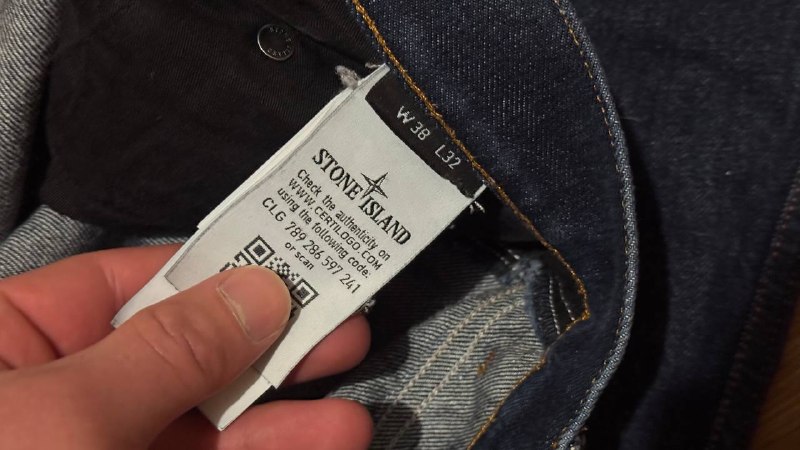 W38 L32
STONE ISLAND
Check the authenticity on
WWW.CERTILOGO.COM
using the following code:
CLG 789 286 597 241
or scan